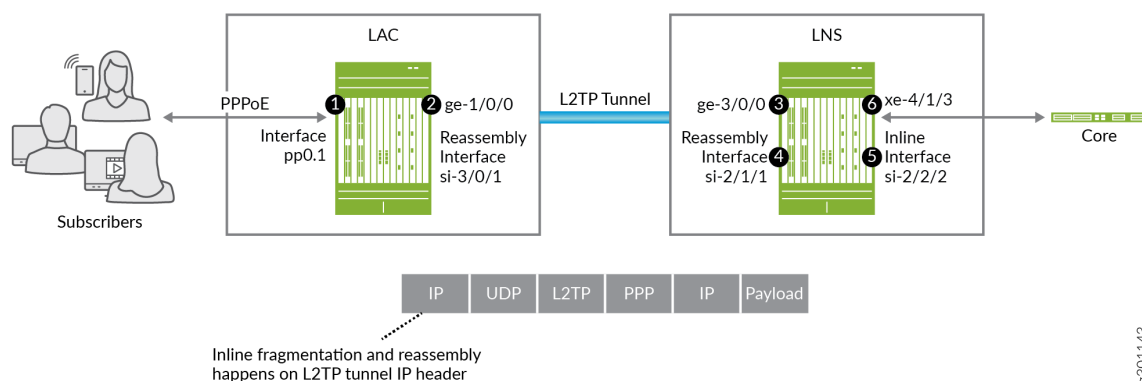 LAC
LNS
PPPoE
1
2 ge-1/0/0
Interface
pp0.1
Reassembly
Interface
si-3/0/1
L2TP Tunnel
ge-3/0/0 3
6 xe-4/1/3
Reassembly
Interface
si-2/1/1
4
5
Inline
Interface
si-2/2/2
Core
Subscribers
IP UDP L2TP PPP IP Payload
Inline fragmentation and reassembly
happens on L2TP tunnel IP header